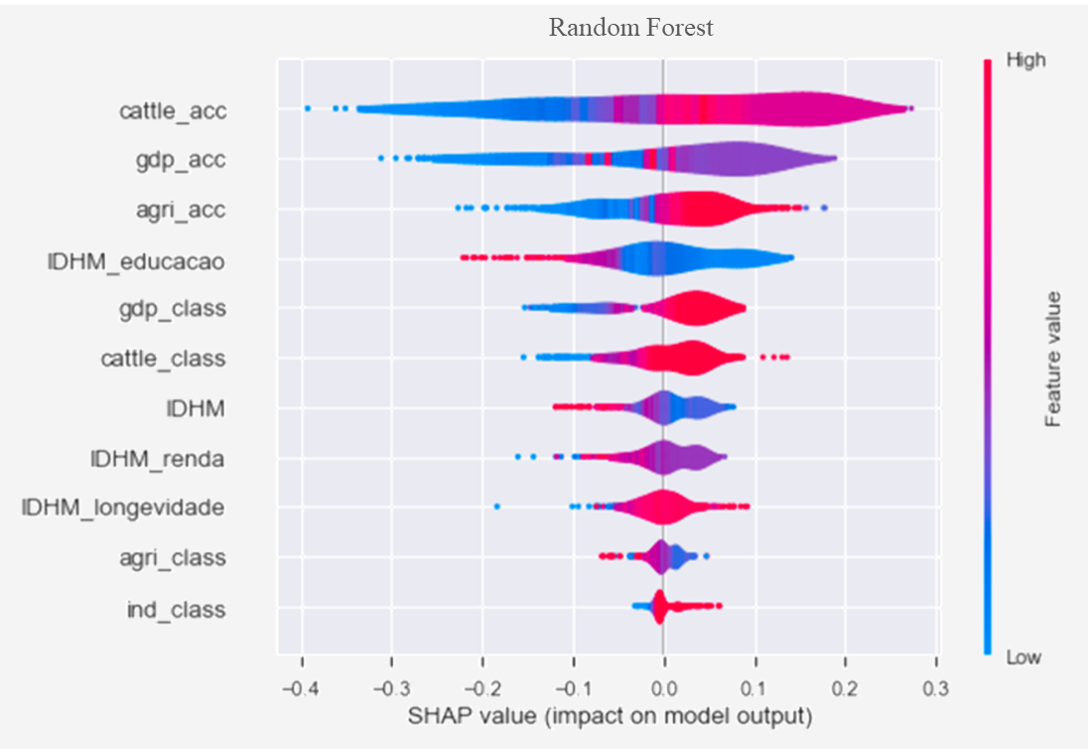 Random Forest
High
cattle_acc
gdp_acc
agri_acc
IDHM_educacao
gdp_class
cattle_class
IDHM
IDHM_renda
IDHM_longevidade
agri_class
ind_class
Feature value
Low
−0.4 −0.3 −0.2 −0.1 0.0 0.1 0.2 0.3
SHAP value (impact on model output)